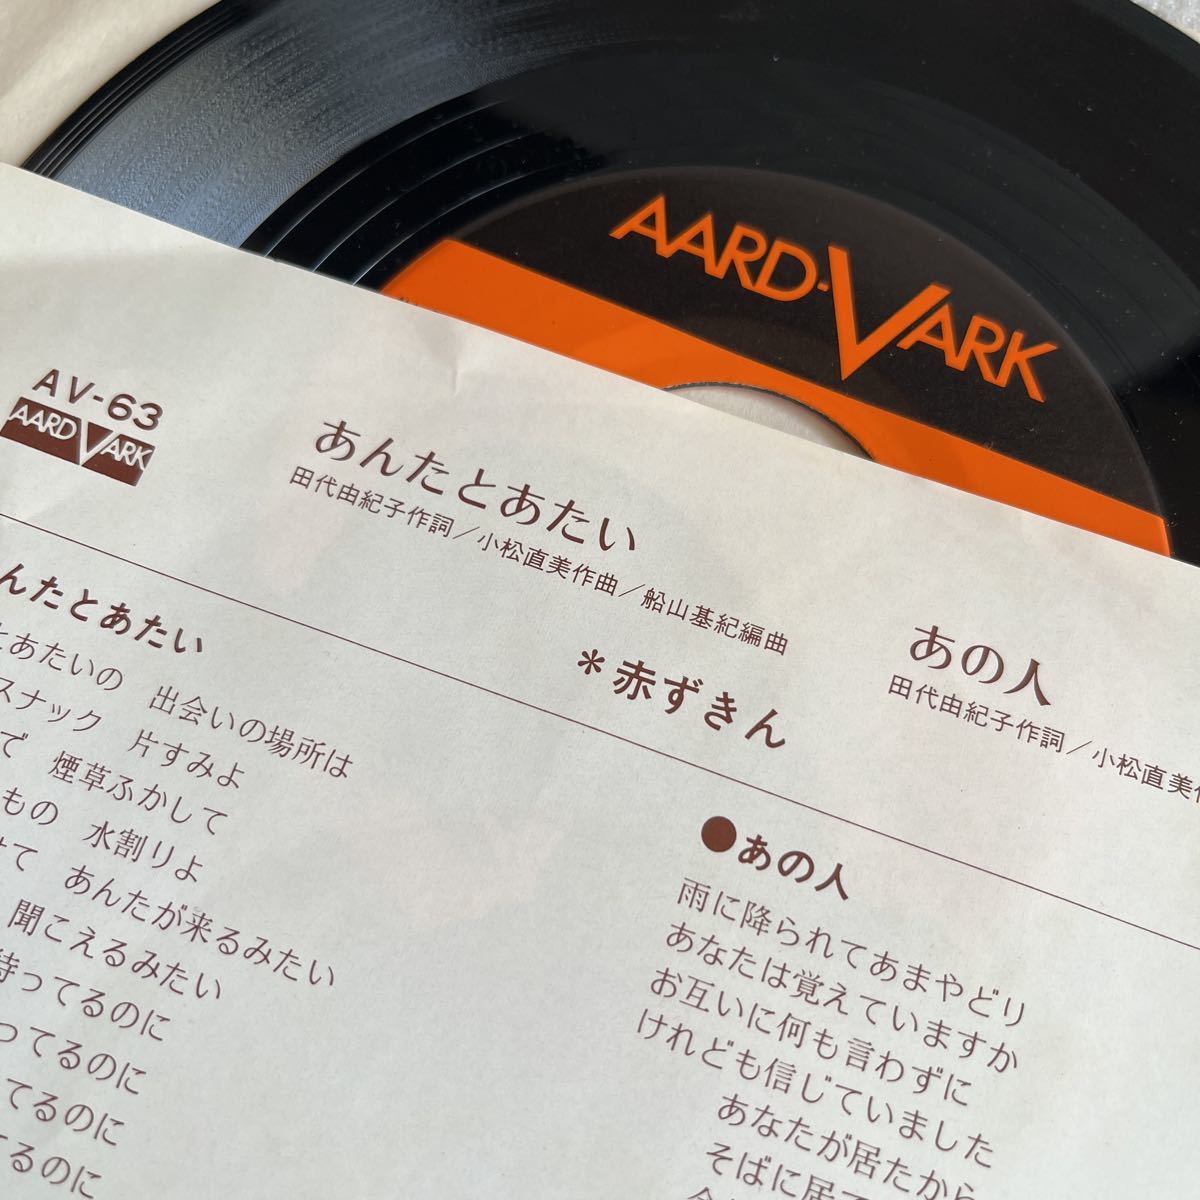 AARD-VARK
AV-63
AARD VARK
あんたとあたい
田代由紀子作詞／小松直美作曲／船山基紀編曲
＊赤ずきん
あの人
田代由紀子作詞／小松直美作
んたとあたい
とあたいの 出会いの場所は
スナック 片すみよ
で 煙草ふかして
もの 水割りよ
けて あんたが来るみたい
聞こえるみたい
待ってるのに
ってるのに
てるのに
てるのに
●あの人
雨に降られてあまやどり
あなたは覚えていますか
お互いに何も言わずに
けれども信じていました
あなたが居たから
そばに居て